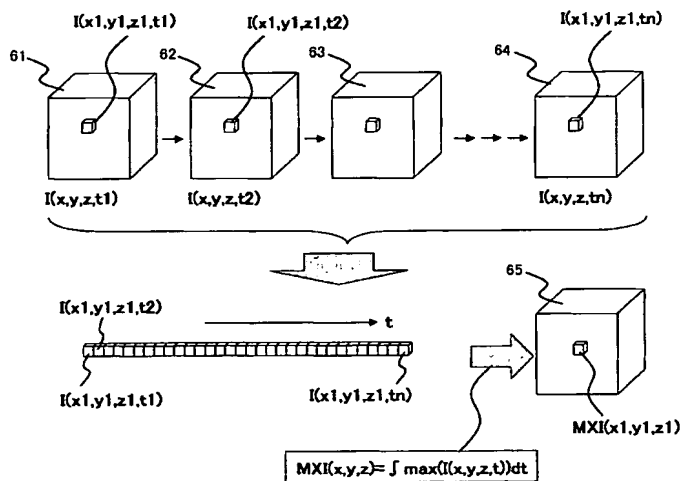 I(x1,y1,z1,t1)
I(x1,y1,z1,t2)
I(x1,y1,z1,tn)
61
62
63
64
I(x,y,z,t1)
I(x,y,z,t2)
I(x,y,z,tn)
I(x1,y1,z1,t2)
t
65
I(x1,y1,z1,t1)
I(x1,y1,z1,tn)
MXI(x1,y1,z1)
MXI(x,y,z)=∫ max(I(x,y,z,t))dt